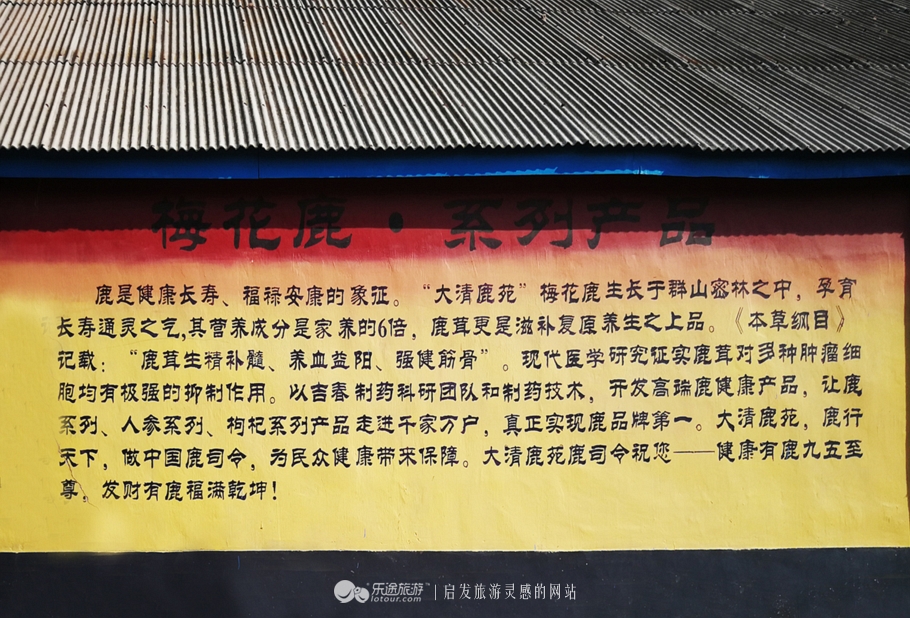 梅花鹿·系列产品
鹿是健康长寿、福禄安康的象征。“大清鹿苑”梅花鹿生长于群山密林之中，孕育
长寿通灵之气,其营养成分是家养的6倍，鹿茸更是滋补复原养生之上品。《本草纲目》
记载：“鹿茸生精补髓、养血益阳、强健筋骨”。现代医学研究证实鹿茸对多种肿瘤细
胞均有极强的抑制作用。以吉春制药科研团队和制药技术，开发高端鹿健康产品，让鹿
系列、人参系列、枸杞系列产品走进千家万户，真正实现鹿品牌第一。大清鹿苑，鹿行
天下，做中国鹿司令，为民众健康带来保障。大清鹿苑鹿司令祝您——健康有鹿九五至
尊，发财有鹿福满乾坤！
乐途旅游™ lotour.com | 启发旅游灵感的网站